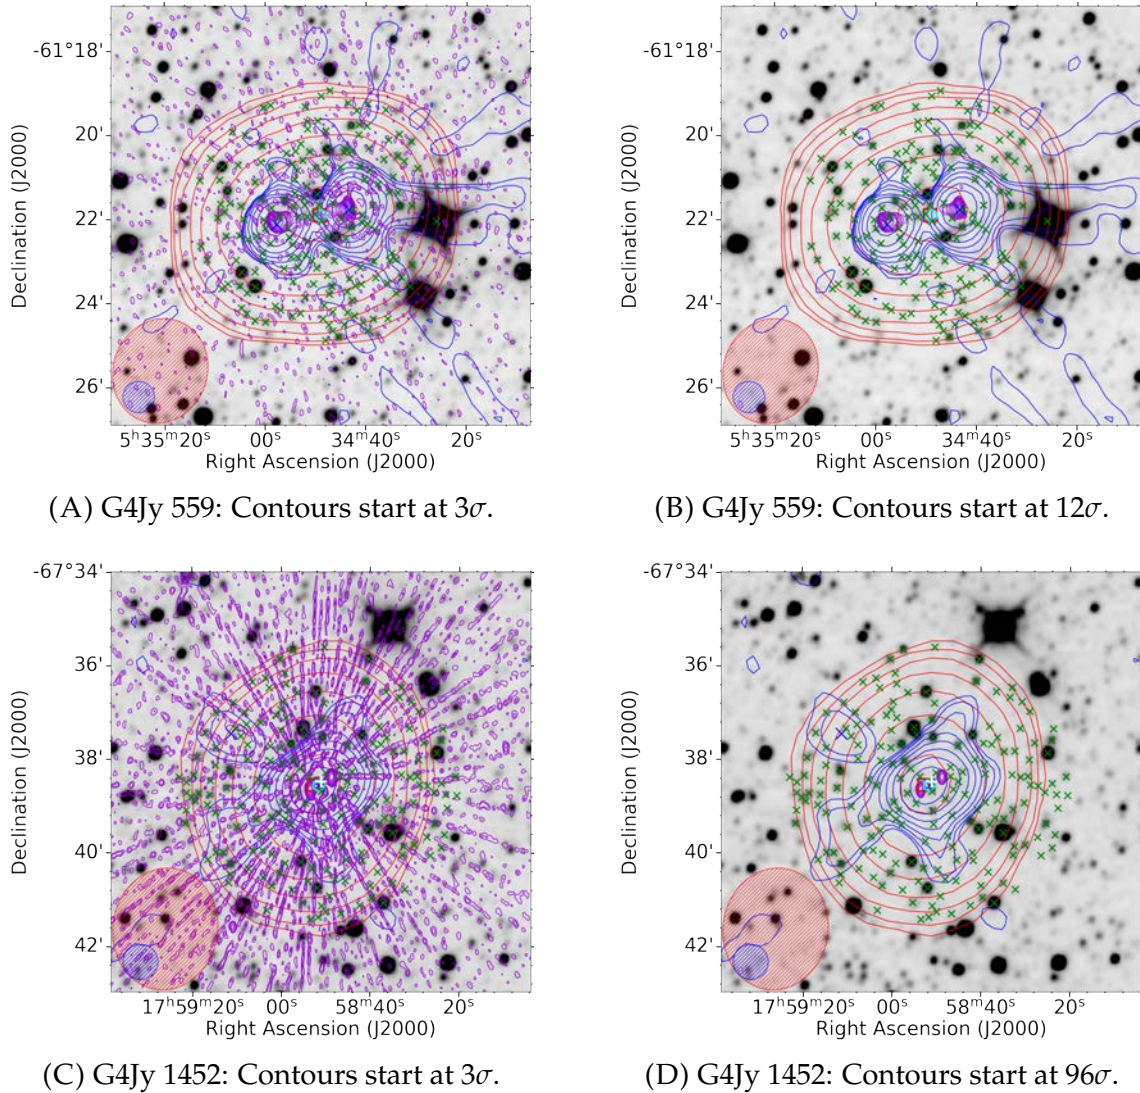 -61°18'
20'
22'
24'
26'
Declination (J2000)
5ʰ35ᵐ20ˢ 00ˢ 34ᵐ40ˢ 20ˢ
Right Ascension (J2000)
(A) G4Jy 559: Contours start at 3σ.
-61°18'
20'
22'
24'
26'
Declination (J2000)
5ʰ35ᵐ20ˢ 00ˢ 34ᵐ40ˢ 20ˢ
Right Ascension (J2000)
(B) G4Jy 559: Contours start at 12σ.
-67°34'
36'
38'
40'
42'
Declination (J2000)
17ʰ59ᵐ20ˢ 00ˢ 58ᵐ40ˢ 20ˢ
Right Ascension (J2000)
(C) G4Jy 1452: Contours start at 3σ.
-67°34'
36'
38'
40'
42'
Declination (J2000)
17ʰ59ᵐ20ˢ 00ˢ 58ᵐ40ˢ 20ˢ
Right Ascension (J2000)
(D) G4Jy 1452: Contours start at 96σ.